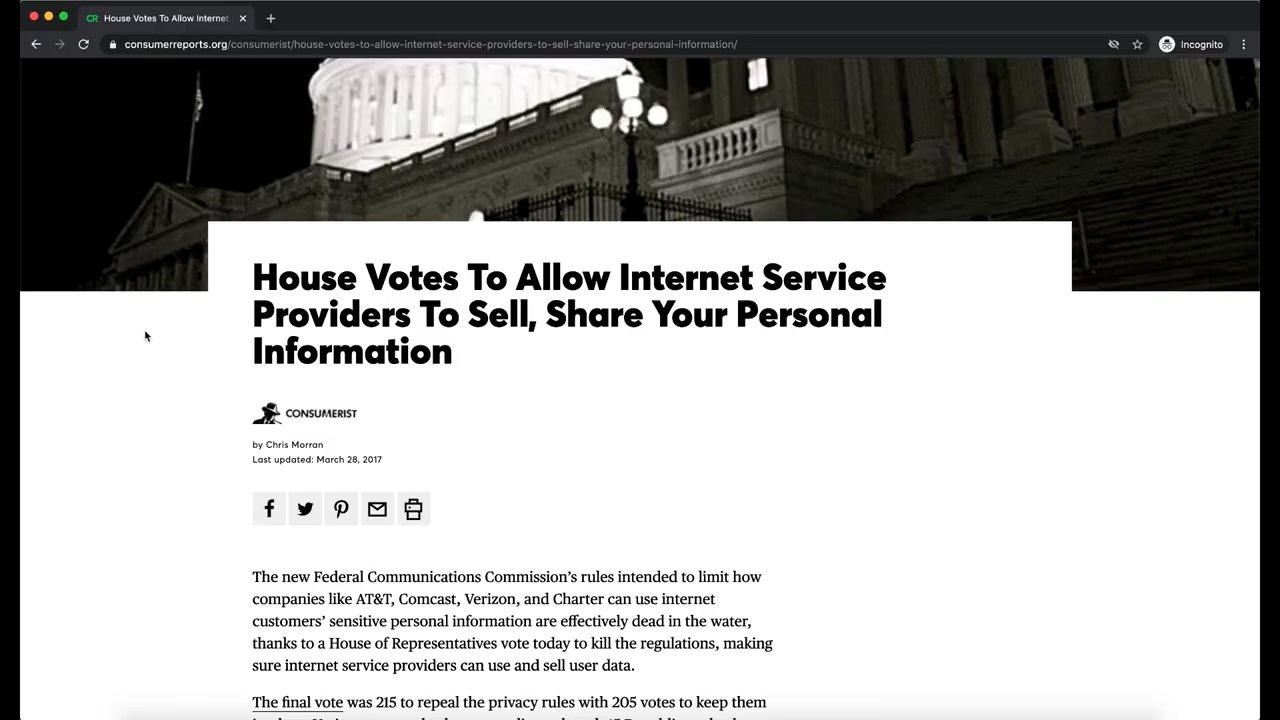 CR House Votes To Allow Internet
consumerreports.org/consumerist/house-votes-to-allow-internet-service-providers-to-sell-share-your-personal-information/
Incognito
House Votes To Allow Internet Service
Providers To Sell, Share Your Personal
Information
CONSUMERIST
by Chris Morran
Last updated: March 28, 2017
The new Federal Communications Commission’s rules intended to limit how
companies like AT&T, Comcast, Verizon, and Charter can use internet
customers’ sensitive personal information are effectively dead in the water,
thanks to a House of Representatives vote today to kill the regulations, making
sure internet service providers can use and sell user data.
The final vote was 215 to repeal the privacy rules with 205 votes to keep them